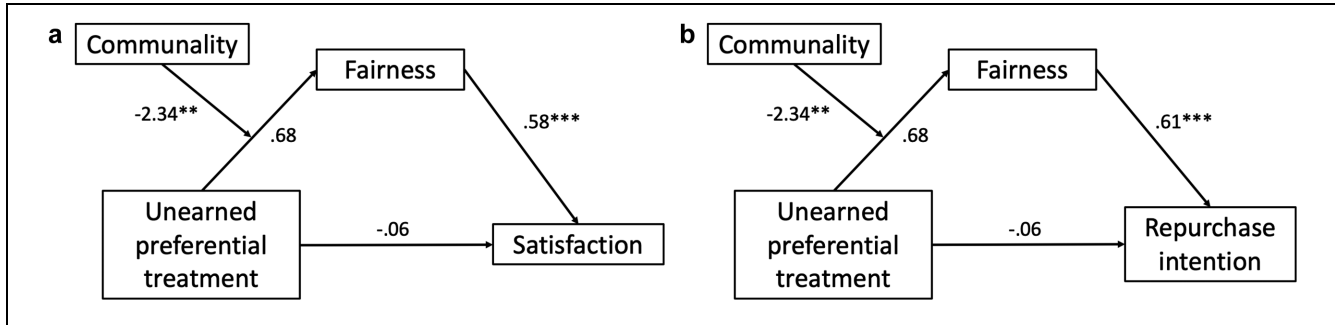 a
Communality
Fairness
-2.34**
.68
.58***
Unearned
preferential
treatment
-.06
Satisfaction
b
Communality
Fairness
-2.34**
.68
.61***
Unearned
preferential
treatment
-.06
Repurchase
intention